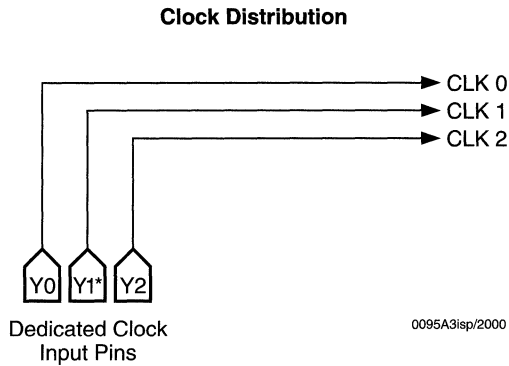 Clock Distribution
CLK 0
CLK 1
CLK 2
Y0 Y1* Y2
Dedicated Clock
Input Pins
0095A3isp/2000